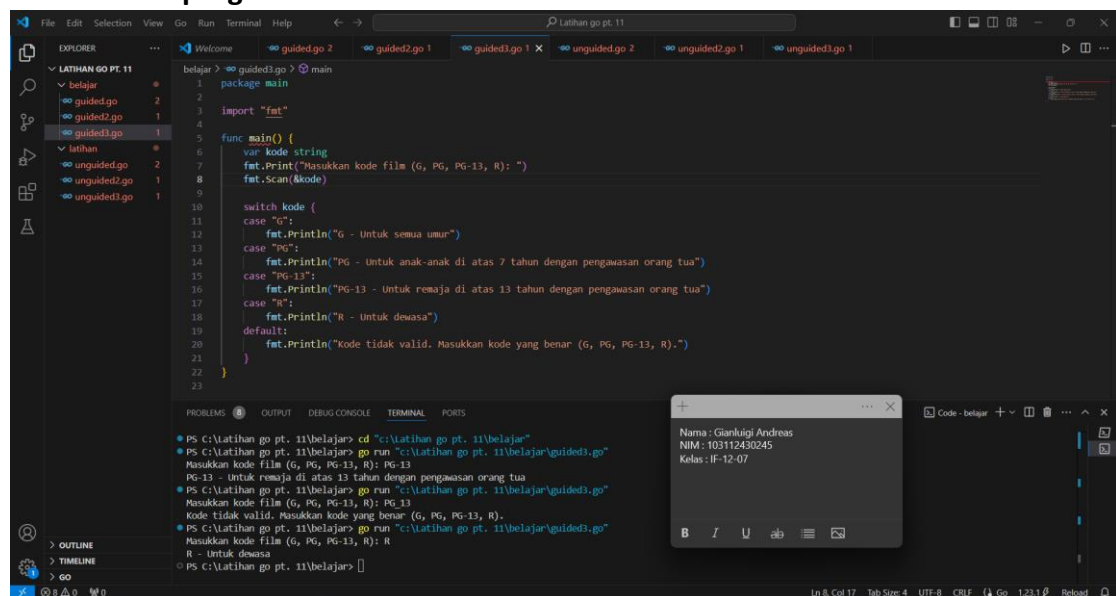 File Edit Selection View Go Run Terminal Help
Latihan go pt. 11
EXPLORER
Welcome guided.go 2 guided2.go 1 guided3.go 1 unguided.go 2 unguided2.go 1 unguided3.go 1
LATIHAN GO PT. 11
belajar
guided.go 2
guided2.go 1
guided3.go 1
latihan
unguided.go 2
unguided2.go 1
unguided3.go 1
belajar > guided3.go > main
1 package main
2
3 import "fmt"
4
5 func main() {
6 var kode string
7 fmt.Print("Masukkan kode film (G, PG, PG-13, R): ")
8 fmt.Scan(&kode)
9
10 switch kode {
11 case "G":
12 fmt.Println("G - Untuk semua umur")
13 case "PG":
14 fmt.Println("PG - Untuk anak-anak di atas 7 tahun dengan pengawasan orang tua")
15 case "PG-13":
16 fmt.Println("PG-13 - Untuk remaja di atas 13 tahun dengan pengawasan orang tua")
17 case "R":
18 fmt.Println("R - Untuk dewasa")
19 default:
20 fmt.Println("Kode tidak valid. Masukkan kode yang benar (G, PG, PG-13, R).")
21 }
22 }
23
PROBLEMS 8 OUTPUT DEBUG CONSOLE TERMINAL PORTS
Code - belajar
PS C:\Latihan go pt. 11\belajar> cd "c:\Latihan go pt. 11\belajar"
PS C:\Latihan go pt. 11\belajar> go run "c:\Latihan go pt. 11\belajar\guided3.go"
Masukkan kode film (G, PG, PG-13, R): PG-13
PG-13 - Untuk remaja di atas 13 tahun dengan pengawasan orang tua
PS C:\Latihan go pt. 11\belajar> go run "c:\Latihan go pt. 11\belajar\guided3.go"
Masukkan kode film (G, PG, PG-13, R): PG_13
Kode tidak valid. Masukkan kode yang benar (G, PG, PG-13, R).
PS C:\Latihan go pt. 11\belajar> go run "c:\Latihan go pt. 11\belajar\guided3.go"
Masukkan kode film (G, PG, PG-13, R): R
R - Untuk dewasa
PS C:\Latihan go pt. 11\belajar>
Nama : Gianluigi Andreas
NIM : 103112430245
Kelas : IF-12-07
B I U ab
OUTLINE
TIMELINE
GO
1
8 0 0
Ln 8, Col 17 Tab Size: 4 UTF-8 CRLF Go 1.23.1 Reload